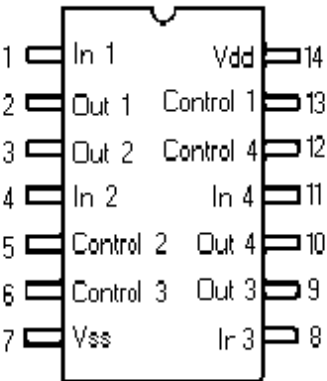 1 In 1 Vdd 14
2 Out 1 Control 1 13
3 Out 2 Control 4 12
4 In 2 In 4 11
5 Control 2 Out 4 10
6 Control 3 Out 3 9
7 Vss In 3 8